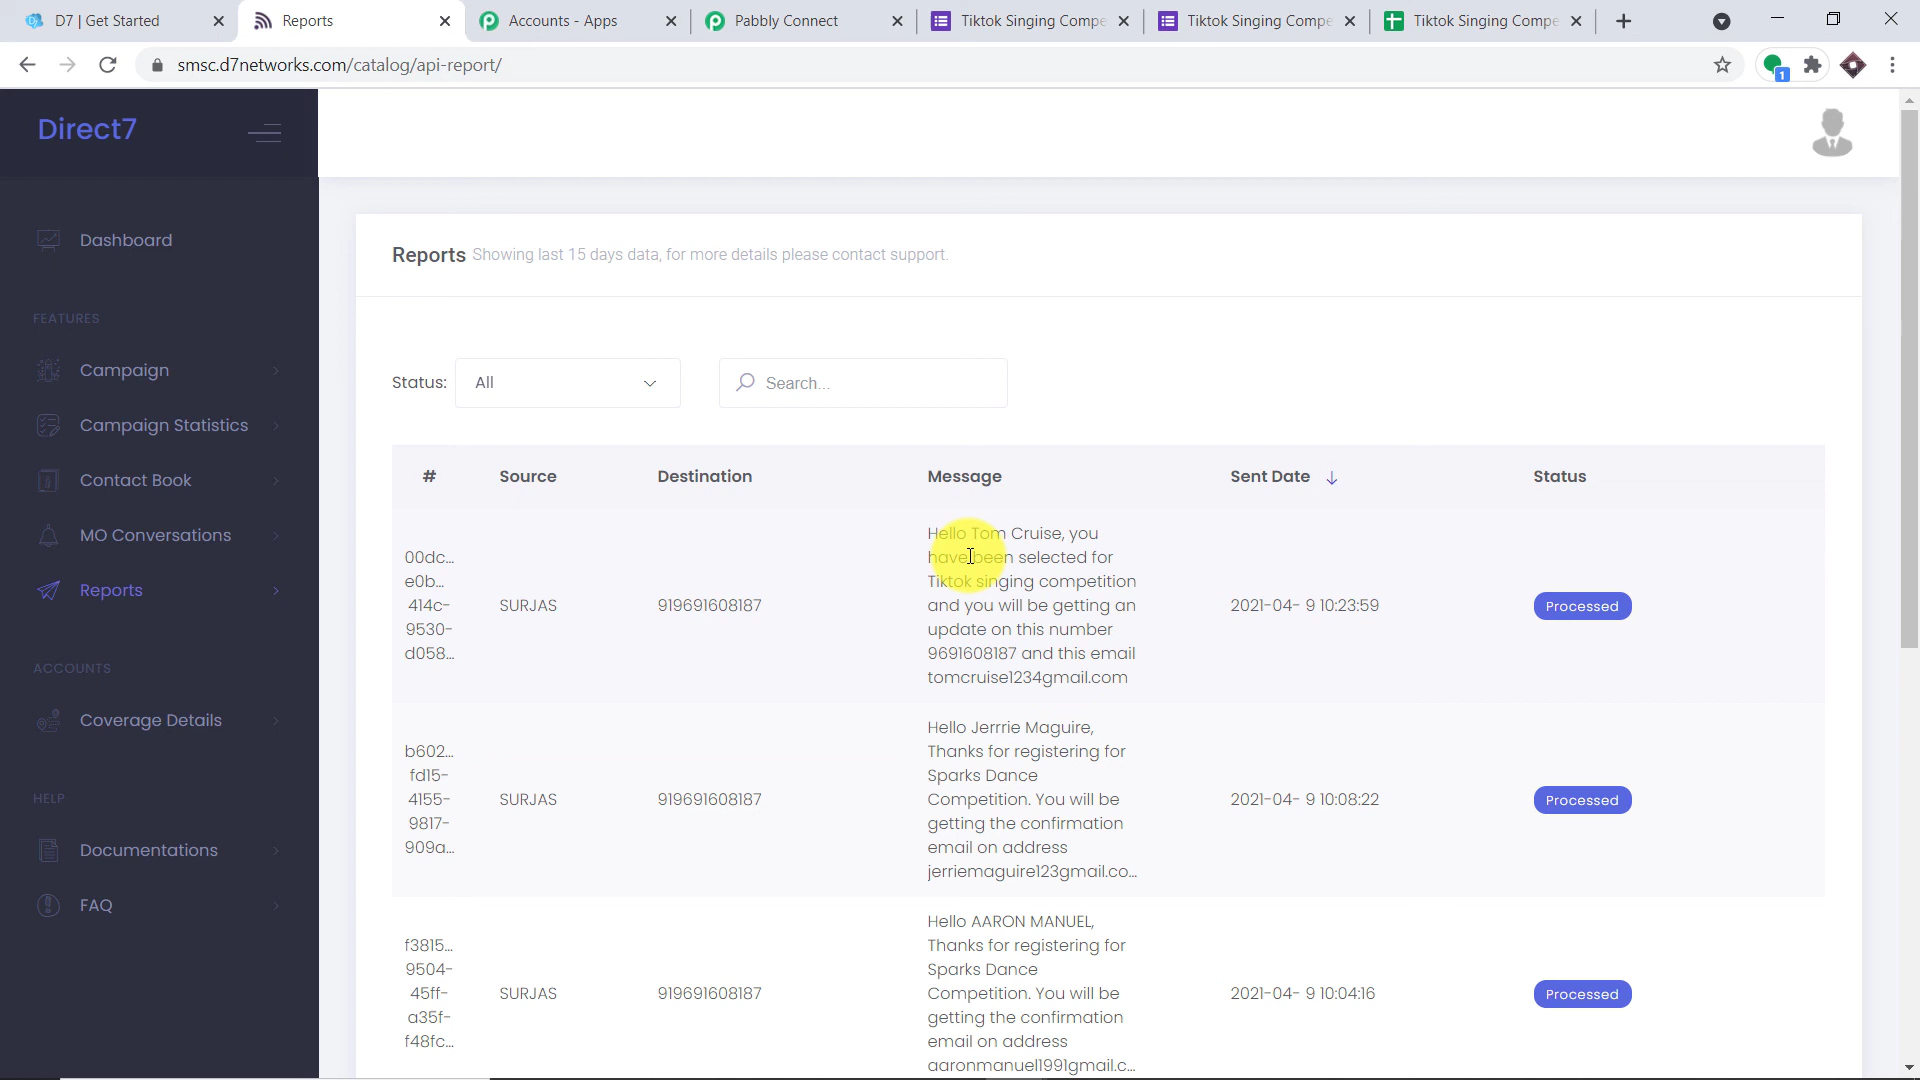 D7 | Get Started
Reports
Accounts - Apps
Pabbly Connect
Tiktok Singing Compe
Tiktok Singing Compe
Tiktok Singing Compe
smsc.d7networks.com/catalog/api-report/
1
Direct7
Dashboard
FEATURES
Campaign
Campaign Statistics
Contact Book
MO Conversations
Reports
ACCOUNTS
Coverage Details
HELP
Documentations
FAQ
Reports Showing last 15 days data, for more details please contact support.
Status: All
Search...
# Source Destination Message Sent Date Status
00dc...
e0b...
414c-
9530-
d058...
SURJAS
919691608187
Hello Tom Cruise, you
have been selected for
Tiktok singing competition
and you will be getting an
update on this number
9691608187 and this email
tomcruise1234gmail.com
2021-04- 9 10:23:59
Processed
b602...
fd15-
4155-
9817-
909a...
SURJAS
919691608187
Hello Jerrrie Maguire,
Thanks for registering for
Sparks Dance
Competition. You will be
getting the confirmation
email on address
jerriemaguire123gmail.co...
2021-04- 9 10:08:22
Processed
f3815...
9504-
45ff-
a35f-
f48fc...
SURJAS
919691608187
Hello AARON MANUEL,
Thanks for registering for
Sparks Dance
Competition. You will be
getting the confirmation
email on address
aaronmanuel1991gmail.c...
2021-04- 9 10:04:16
Processed